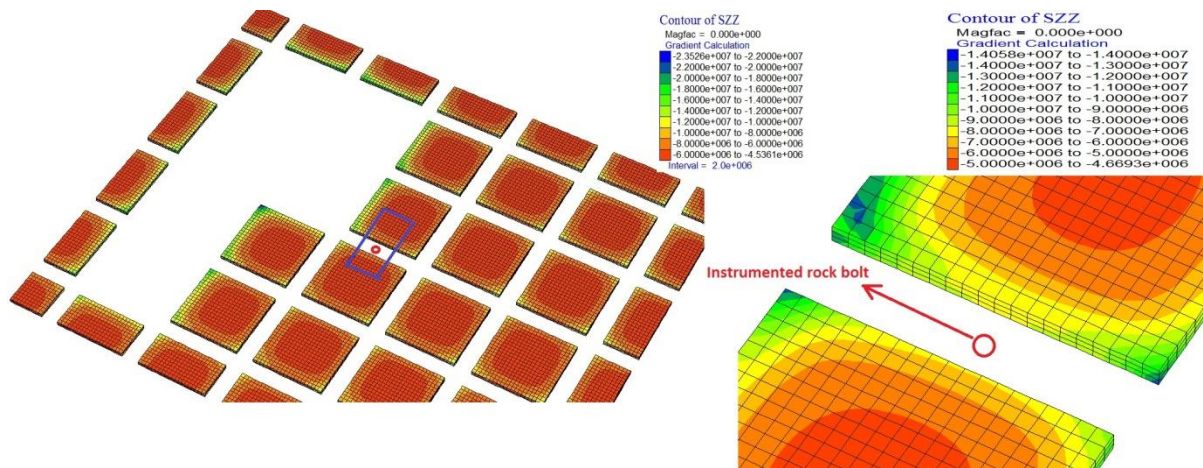 Contour of SZZ
Magfac = 0.000e+000
Gradient Calculation
-2.3526e+007 to -2.2000e+007
-2.2000e+007 to -2.0000e+007
-2.0000e+007 to -1.8000e+007
-1.8000e+007 to -1.6000e+007
-1.6000e+007 to -1.4000e+007
-1.4000e+007 to -1.2000e+007
-1.2000e+007 to -1.0000e+007
-1.0000e+007 to -8.0000e+006
-8.0000e+006 to -6.0000e+006
-6.0000e+006 to -4.5361e+006
Interval = 2.0e+006
Contour of SZZ
Magfac = 0.000e+000
Gradient Calculation
-1.4058e+007 to -1.4000e+007
-1.4000e+007 to -1.3000e+007
-1.3000e+007 to -1.2000e+007
-1.2000e+007 to -1.1000e+007
-1.1000e+007 to -1.0000e+007
-1.0000e+007 to -9.0000e+006
-9.0000e+006 to -8.0000e+006
-8.0000e+006 to -7.0000e+006
-7.0000e+006 to -6.0000e+006
-6.0000e+006 to -5.0000e+006
-5.0000e+006 to -4.6693e+006
Instrumented rock bolt